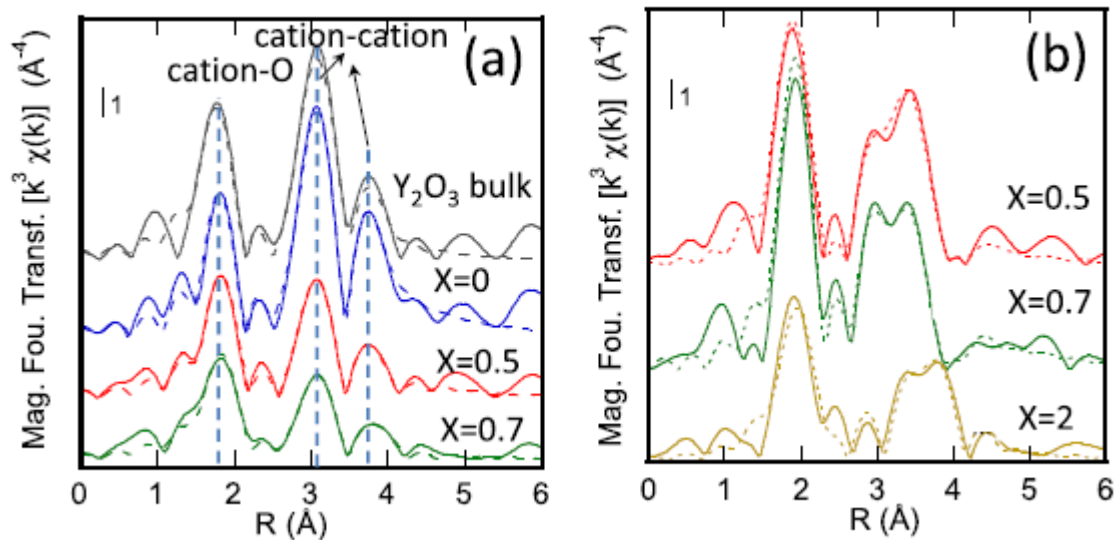 Mag. Fou. Transf. [k³ χ(k)] (Å⁻⁴)
cation-cation
(a)
cation-O
1
Y₂O₃ bulk
X=0
X=0.5
X=0.7
0 1 2 3 4 5 6
R (Å)
Mag. Fou. Transf. [k³ χ(k)] (Å⁻⁴)
(b)
1
X=0.5
X=0.7
X=2
0 1 2 3 4 5 6
R (Å)